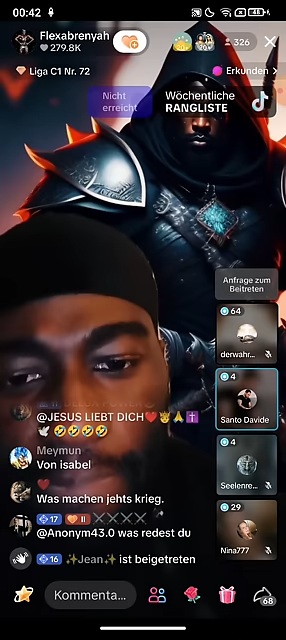 00:42
Flexabrenyah
279.8K
326
Liga C1 Nr. 72
Erkunden
Nicht
erreicht
Wöchentliche
RANGLISTE
Anfrage zum
Beitreten
64
derwahr...
4
Santo Davide
4
Seelenre...
29
Nina777
@JESUS LIEBT DICH❤️🤴🙏✝️
🕊️🤣🤣🤣🤣
Meymun
Von isabel
❤️
Was machen jehts krieg.
17 II
@Anonym43.0 was redest du
16 ✨Jean✨ ist beigetreten
Kommenta...
68